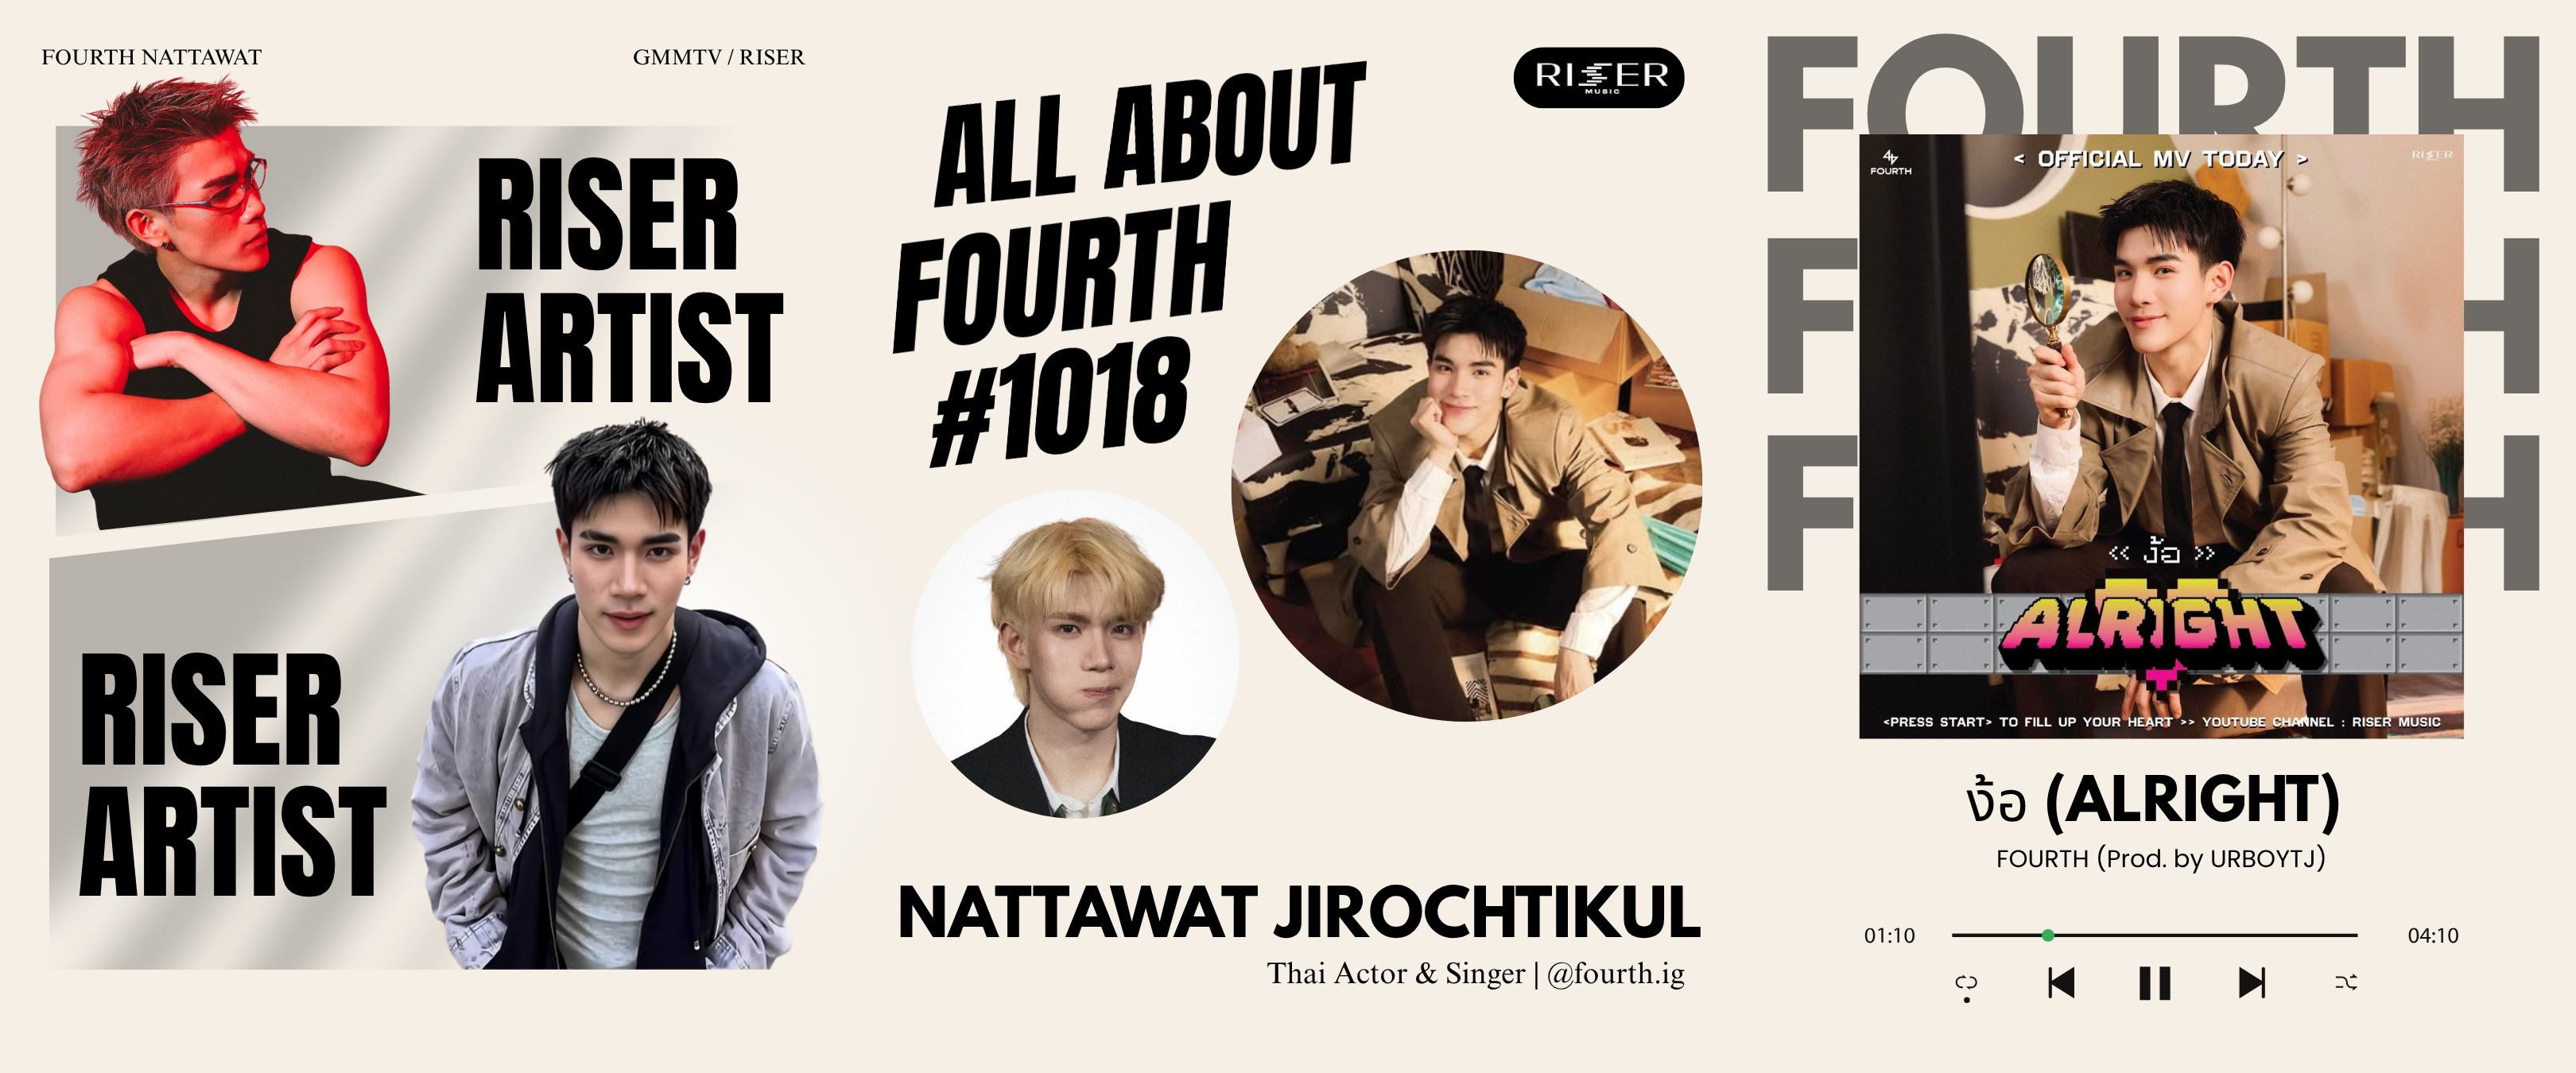 FOURTH NATTAWAT
GMMTV / RISER
RISER
ARTIST
RISER
ARTIST
ALL ABOUT
FOURTH
#1018
RISER
MUSIC
NATTAWAT JIROCHTIKUL
Thai Actor & Singer | @fourth.ig
FOURTH
F H
F H
FOURTH
< OFFICIAL MV TODAY >
RISER
<< ง้อ >>
ALRIGHT
<PRESS START> TO FILL UP YOUR HEART >> YOUTUBE CHANNEL : RISER MUSIC
ง้อ (ALRIGHT)
FOURTH (Prod. by URBOYTJ)
01:10
04:10